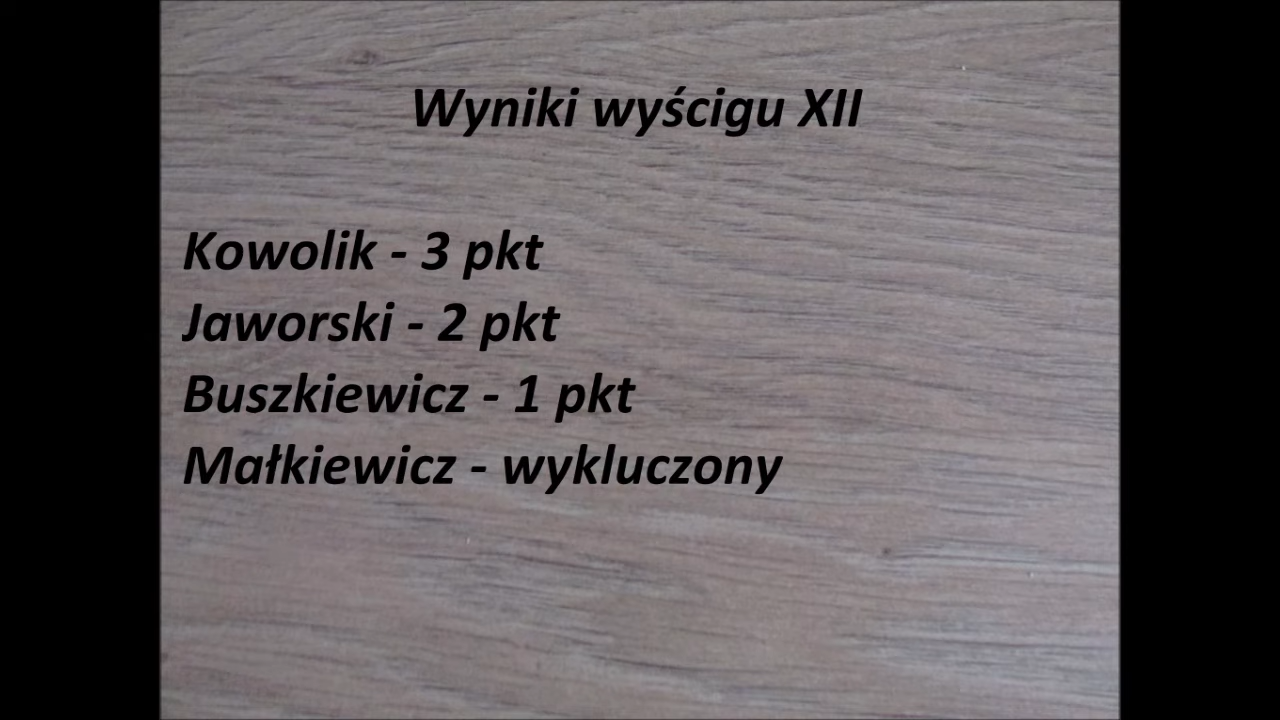 Wyniki wyścigu XII
Kowolik - 3 pkt
Jaworski - 2 pkt
Buszkiewicz - 1 pkt
Małkiewicz - wykluczony